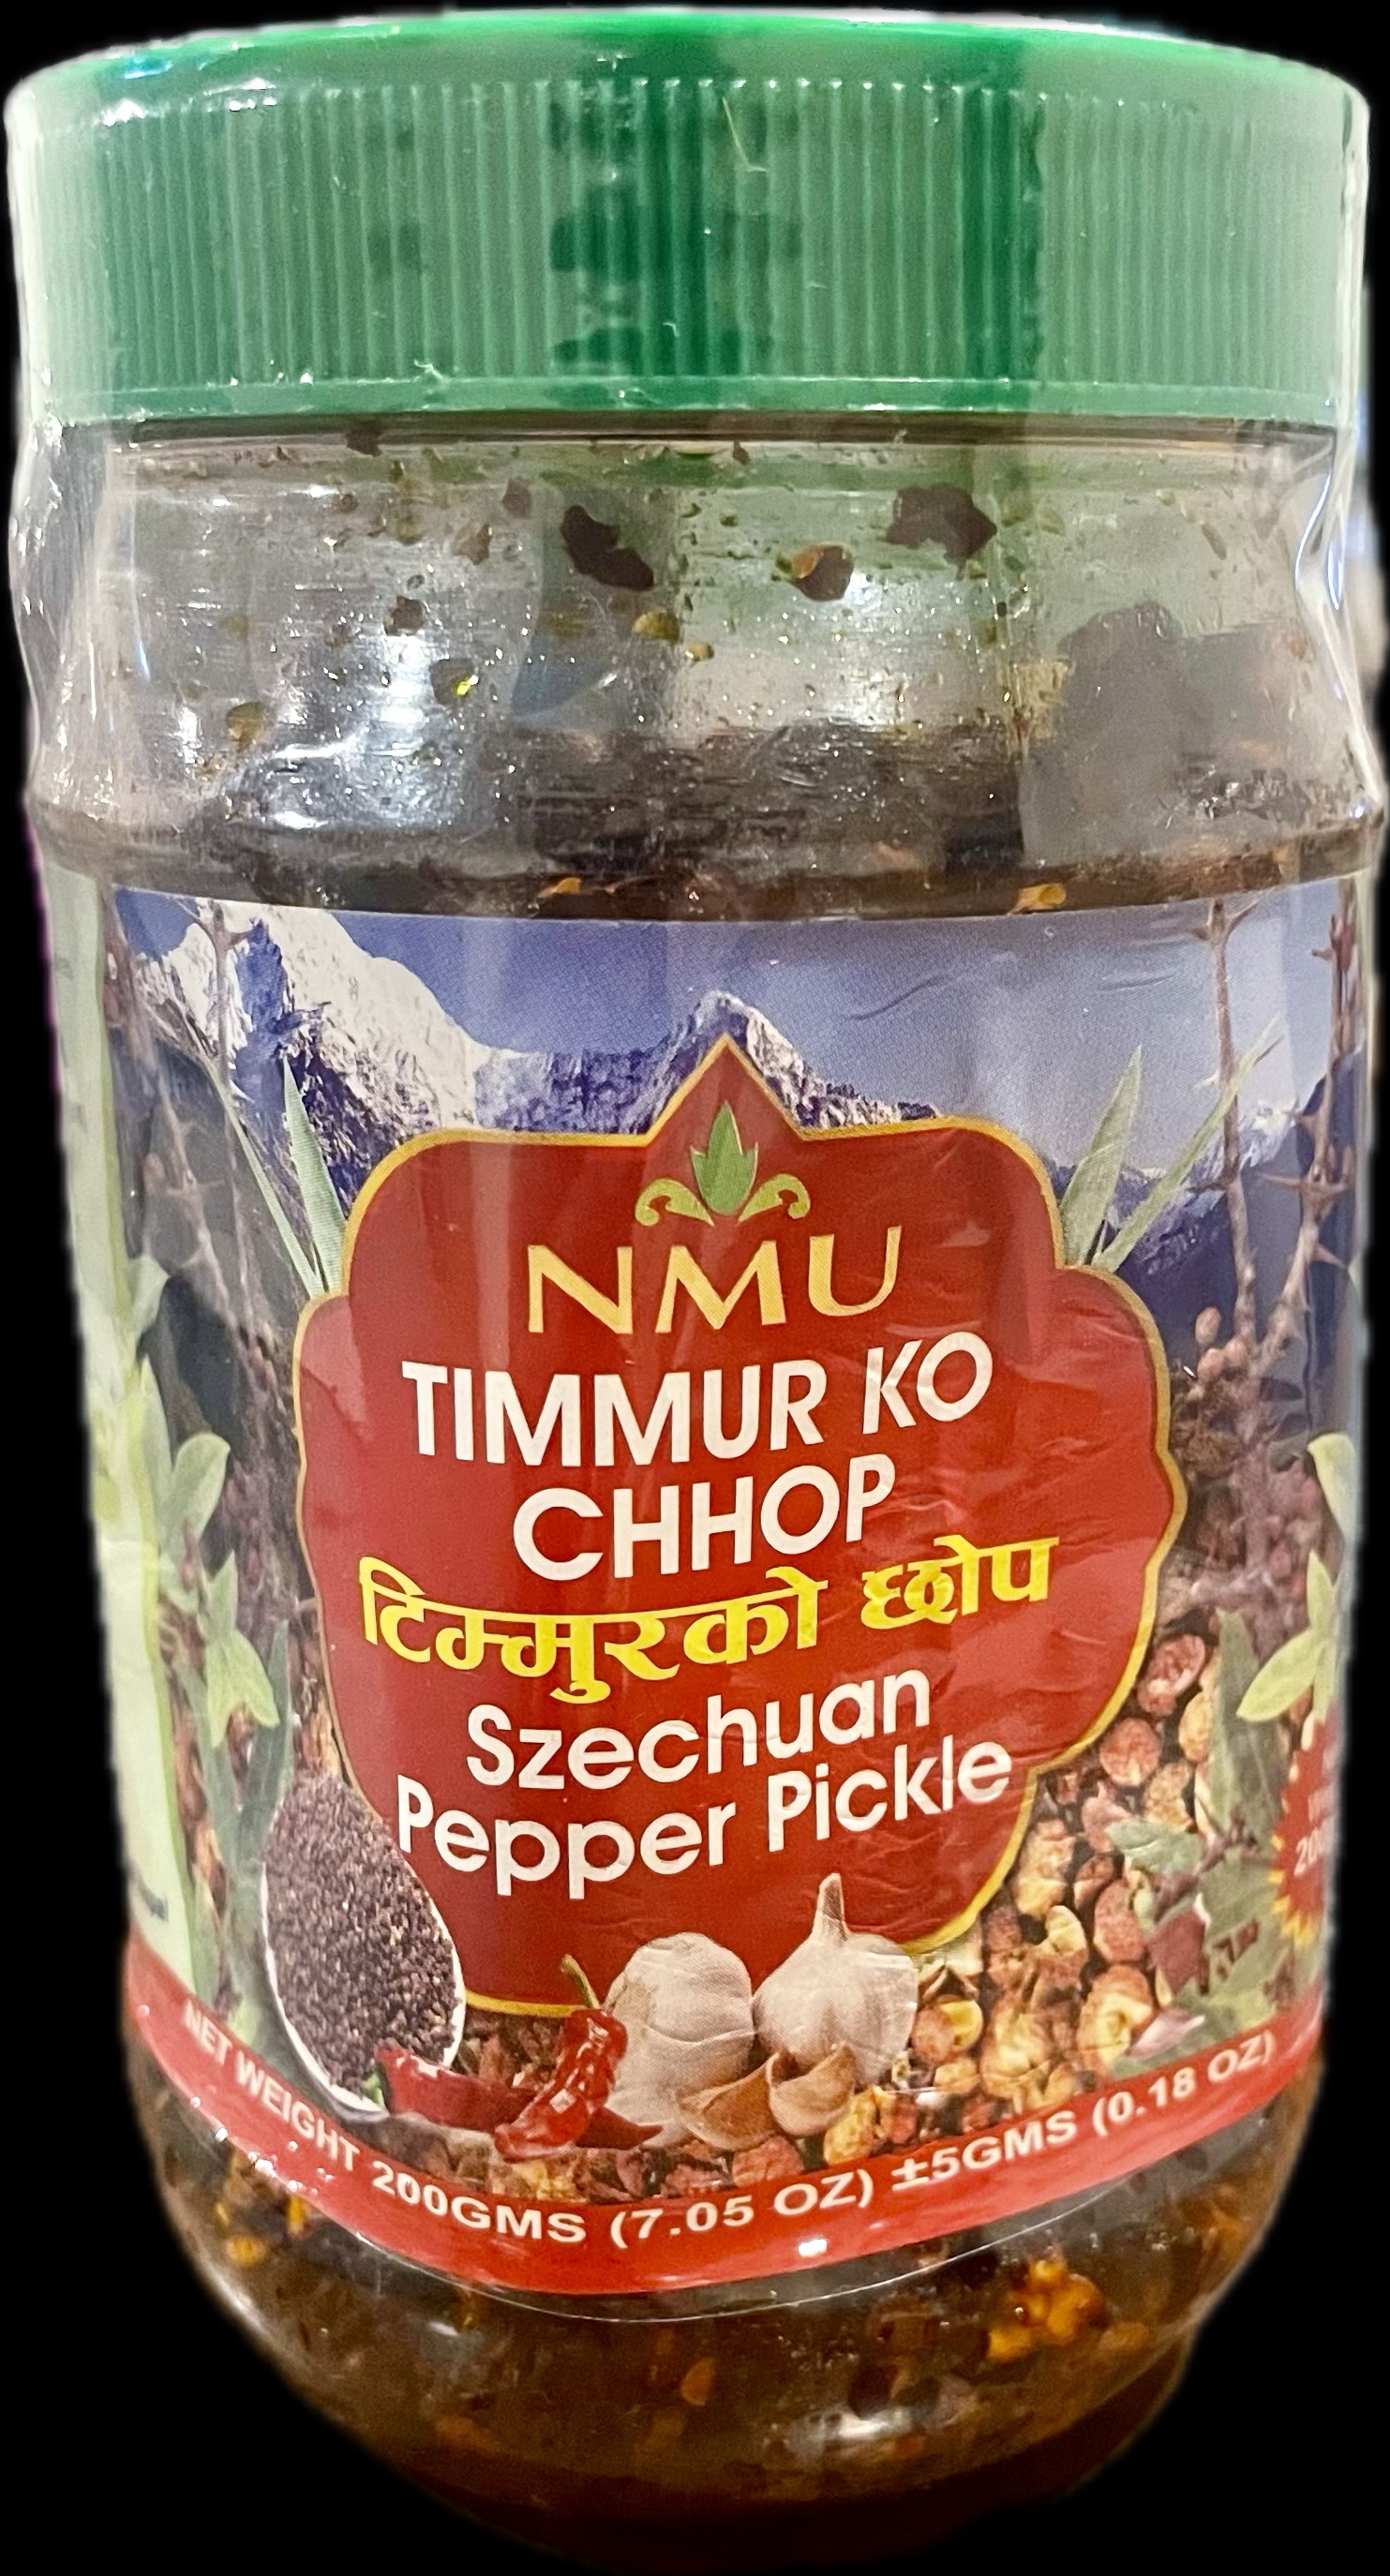 NMU
TIMMUR KO
CHHOP
टिम्मुरको छोप
Szechuan
Pepper Pickle
NET WEIGHT 200GMS (7.05 OZ) ±5GMS (0.18 OZ)